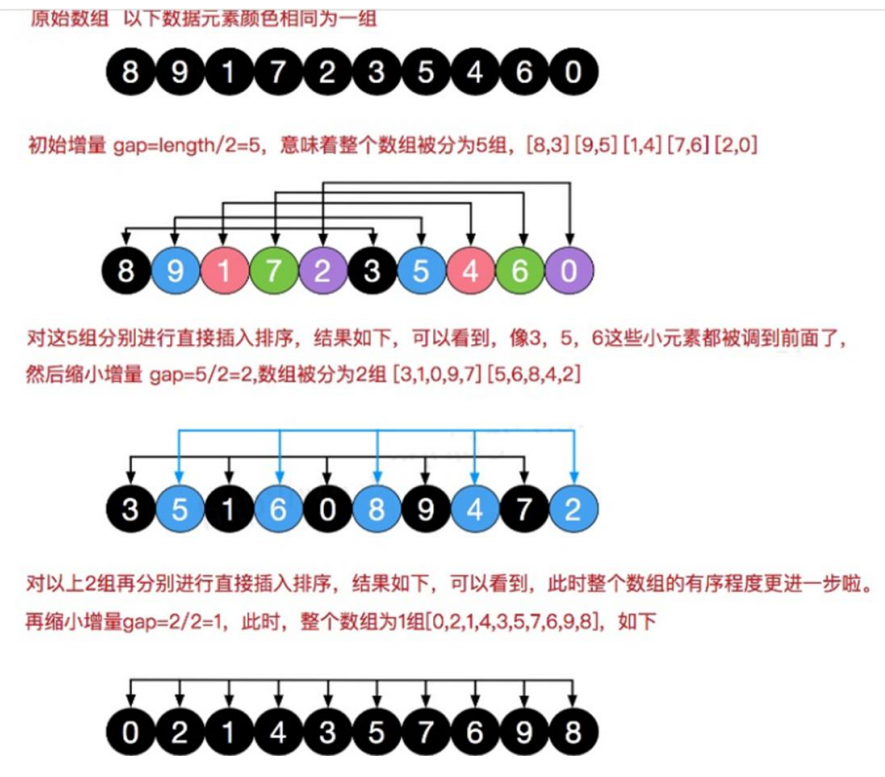 原始数组 以下数据元素颜色相同为一组
8 9 1 7 2 3 5 4 6 0
初始增量 gap=length/2=5，意味着整个数组被分为5组，[8,3][9,5][1,4][7,6][2,0]
8 9 1 7 2 3 5 4 6 0
对这5组分别进行直接插入排序，结果如下，可以看到，像3，5，6这些小元素都被调到前面了，
然后缩小增量 gap=5/2=2,数组被分为2组 [3,1,0,9,7][5,6,8,4,2]
3 5 1 6 0 8 9 4 7 2
对以上2组再分别进行直接插入排序，结果如下，可以看到，此时整个数组的有序程度更进一步啦。
再缩小增量gap=2/2=1，此时，整个数组为1组[0,2,1,4,3,5,7,6,9,8]，如下
0 2 1 4 3 5 7 6 9 8